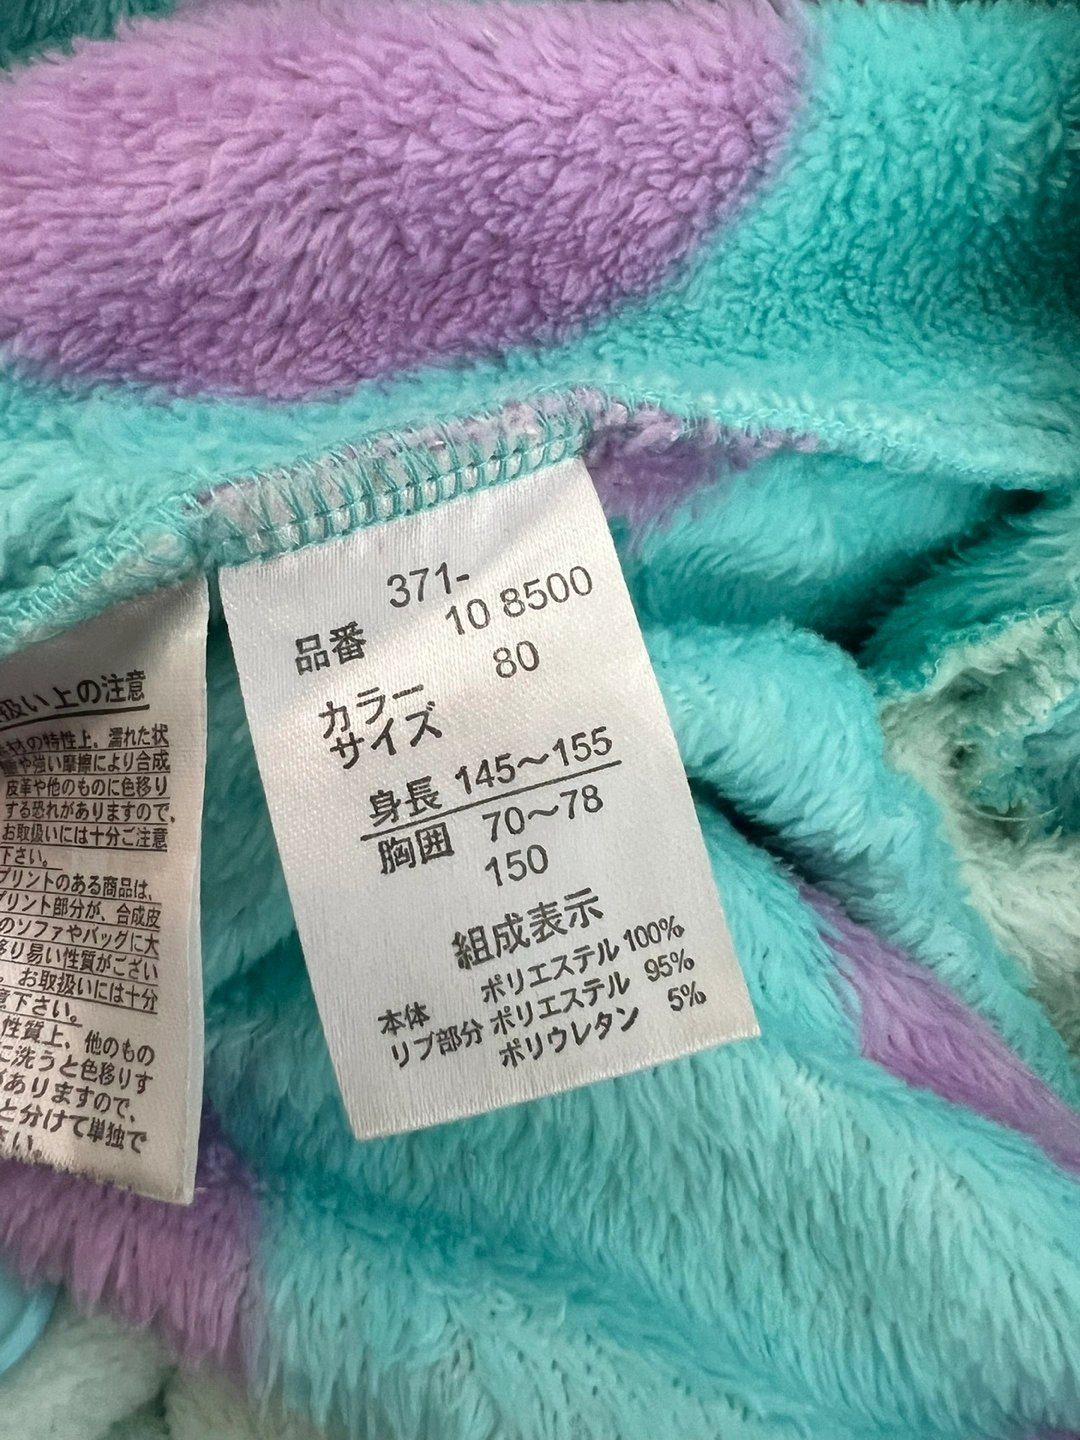 扱い上の注意
素材の特性上、濡れた状
態や強い摩擦により合成
皮革や他のものに色移り
する恐れがありますので、
お取扱いには十分ご注意
下さい。
プリントのある商品は、
プリント部分が、合成皮
のソファやバッグに大
移り易い性質がござい
。お取扱いには十分
意下さい。
性質上、他のもの
に洗うと色移りす
がありますので、
と分けて単独で
さい。
371-
品番 10 8500
カラー 80
サイズ
身長 145～155
胸囲 70～78
150
組成表示
本体 ポリエステル 100%
リブ部分 ポリエステル 95%
ポリウレタン 5%